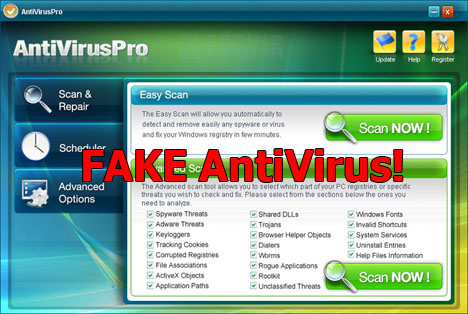 AntiVirusPro
AntiVirusPro
BLEEPING
COMPUTER
Update
Help
Register
Scan &
Repair
Scheduler
Advanced
Options
Easy Scan
The Easy Scan will allow you automatically to
detect and remove easily any spyware or virus
and fix your Windows registry in few minutes.
Scan NOW !
FAKE AntiVirus!
The Advanced scan tool allows you to select which part of your PC registries or specific
threats you wish to check and fix. Please select from the sections below the ones you
need to analyze.
Spyware Threats
Adware Threats
Keyloggers
Tracking Cookies
Corrupted Registries
File Associations
ActiveX Objects
Application Paths
Shared DLLs
Trojans
Browser Helper Objects
Dialers
Worms
Rogue Applications
Rootkit
Unclassified Threats
Windows Fonts
Invalid Shortcuts
System Services
Uninstall Entries
Help Files Information
Scan NOW !